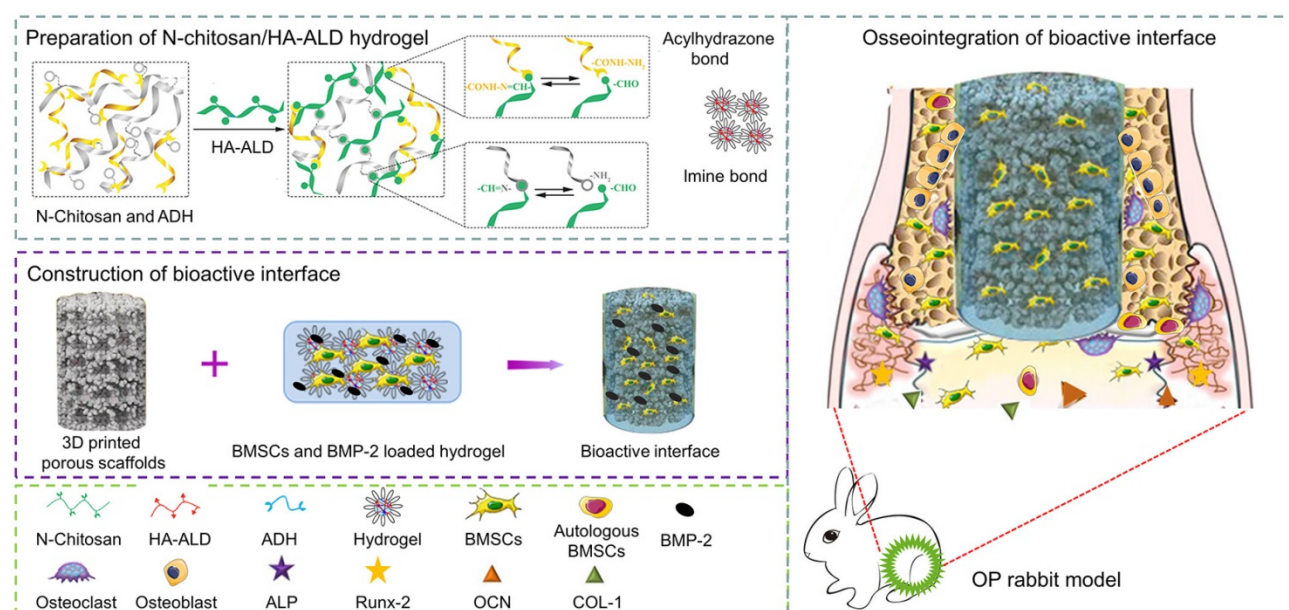 Preparation of N-chitosan/HA-ALD hydrogel
HA-ALD
N-Chitosan and ADH
-CONH-N=CH-
-CONH-NH₂
-CHO
-CH=N-
-NH₂
-CHO
Acylhydrazone
bond
Imine bond
Construction of bioactive interface
3D printed
porous scaffolds
BMSCs and BMP-2 loaded hydrogel
Bioactive interface
N-Chitosan
HA-ALD
ADH
Hydrogel
BMSCs
Autologous
BMSCs
BMP-2
Osteoclast
Osteoblast
ALP
Runx-2
OCN
COL-1
Osseointegration of bioactive interface
OP rabbit model